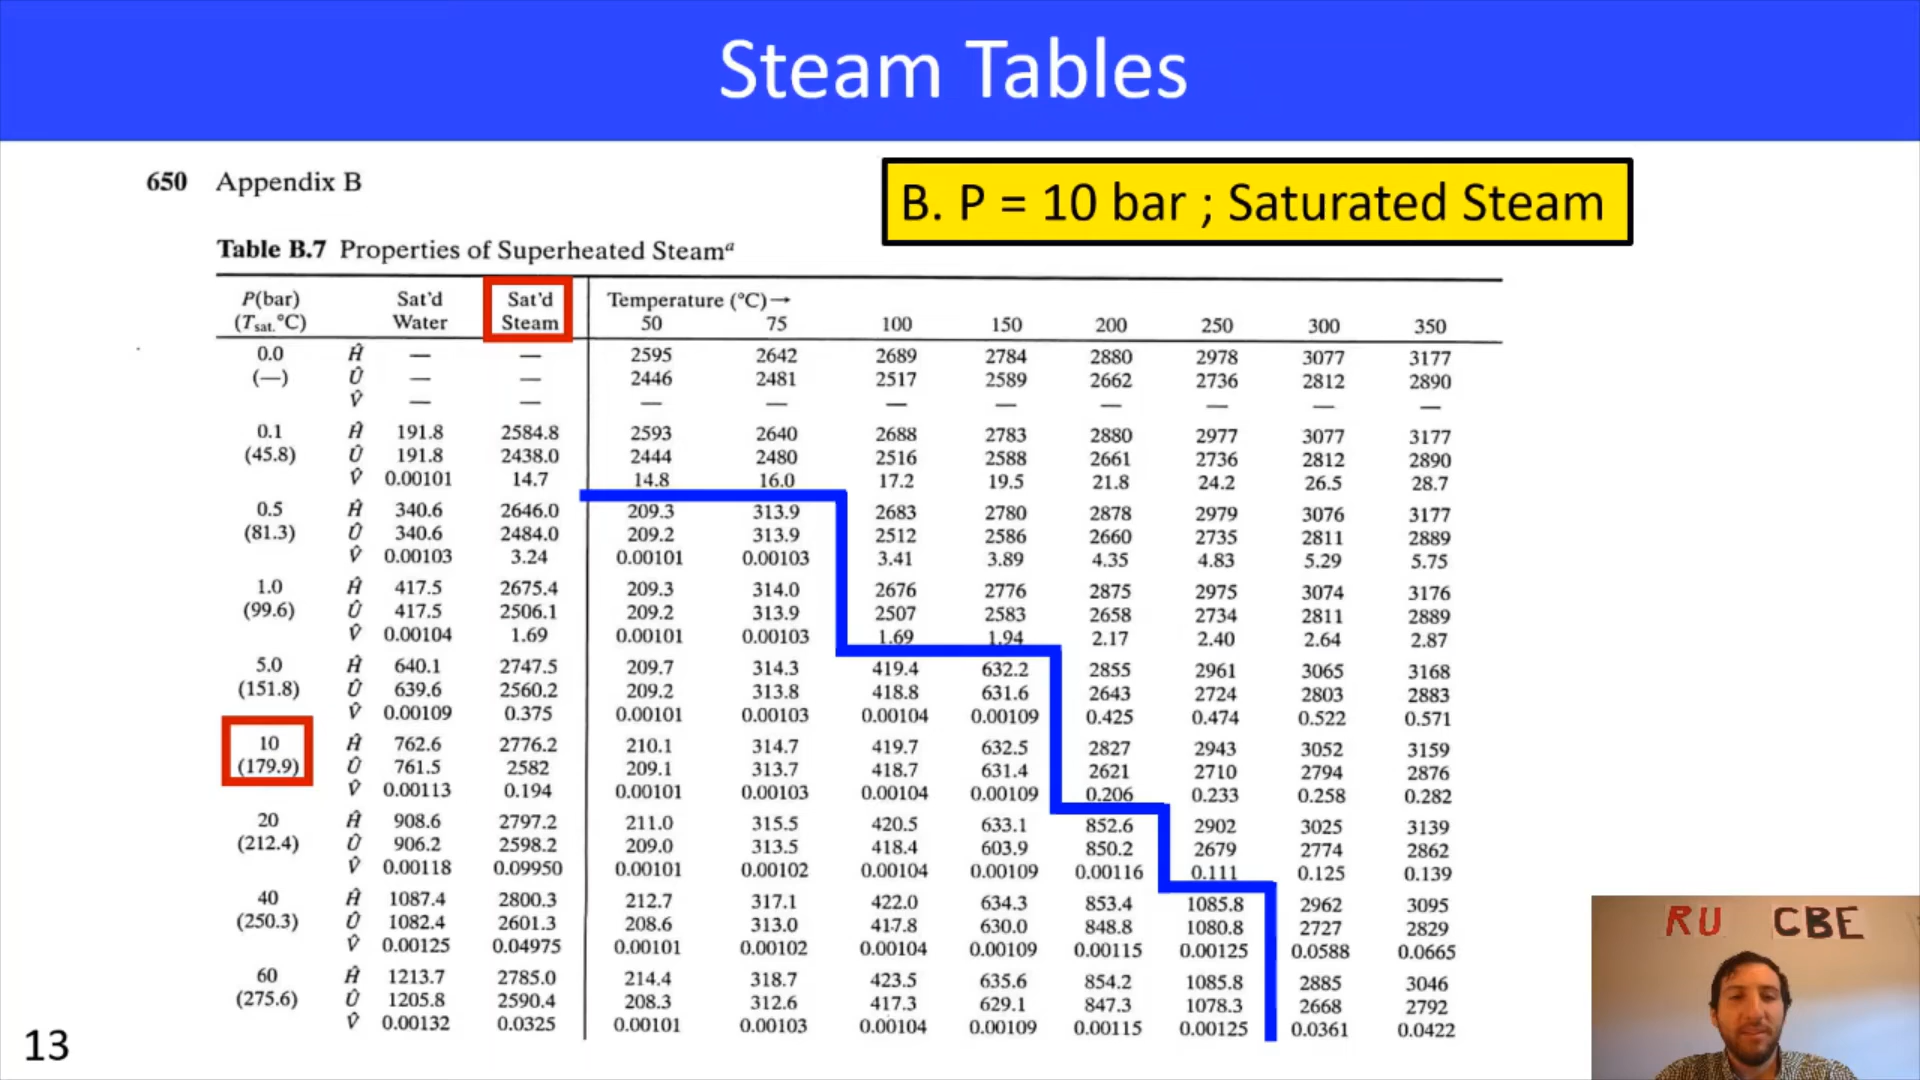 Steam Tables
650 Appendix B
B. P = 10 bar ; Saturated Steam
Table B.7 Properties of Superheated Steamᵃ
P(bar) Sat'd Sat'd Temperature (°C)→
(Tsat.°C) Water Steam 50 75 100 150 200 250 300 350
0.0 Ĥ — — 2595 2642 2689 2784 2880 2978 3077 3177
(—) Û — — 2446 2481 2517 2589 2662 2736 2812 2890
V̂ — — — — — — — — — —
0.1 Ĥ 191.8 2584.8 2593 2640 2688 2783 2880 2977 3077 3177
(45.8) Û 191.8 2438.0 2444 2480 2516 2588 2661 2736 2812 2890
V̂ 0.00101 14.7 14.8 16.0 17.2 19.5 21.8 24.2 26.5 28.7
0.5 Ĥ 340.6 2646.0 209.3 313.9 2683 2780 2878 2979 3076 3177
(81.3) Û 340.6 2484.0 209.2 313.9 2512 2586 2660 2735 2811 2889
V̂ 0.00103 3.24 0.00101 0.00103 3.41 3.89 4.35 4.83 5.29 5.75
1.0 Ĥ 417.5 2675.4 209.3 314.0 2676 2776 2875 2975 3074 3176
(99.6) Û 417.5 2506.1 209.2 313.9 2507 2583 2658 2734 2811 2889
V̂ 0.00104 1.69 0.00101 0.00103 1.69 1.94 2.17 2.40 2.64 2.87
5.0 Ĥ 640.1 2747.5 209.7 314.3 419.4 632.2 2855 2961 3065 3168
(151.8) Û 639.6 2560.2 209.2 313.8 418.8 631.6 2643 2724 2803 2883
V̂ 0.00109 0.375 0.00101 0.00103 0.00104 0.00109 0.425 0.474 0.522 0.571
10 Ĥ 762.6 2776.2 210.1 314.7 419.7 632.5 2827 2943 3052 3159
(179.9) Û 761.5 2582 209.1 313.7 418.7 631.4 2621 2710 2794 2876
V̂ 0.00113 0.194 0.00101 0.00103 0.00104 0.00109 0.206 0.233 0.258 0.282
20 Ĥ 908.6 2797.2 211.0 315.5 420.5 633.1 852.6 2902 3025 3139
(212.4) Û 906.2 2598.2 209.0 313.5 418.4 603.9 850.2 2679 2774 2862
V̂ 0.00118 0.09950 0.00101 0.00102 0.00104 0.00109 0.00116 0.111 0.125 0.139
40 Ĥ 1087.4 2800.3 212.7 317.1 422.0 634.3 853.4 1085.8 2962 3095
(250.3) Û 1082.4 2601.3 208.6 313.0 417.8 630.0 848.8 1080.8 2727 2829
V̂ 0.00125 0.04975 0.00101 0.00102 0.00104 0.00109 0.00115 0.00125 0.0588 0.0665
60 Ĥ 1213.7 2785.0 214.4 318.7 423.5 635.6 854.2 1085.8 2885 3046
(275.6) Û 1205.8 2590.4 208.3 312.6 417.3 629.1 847.3 1078.3 2668 2792
V̂ 0.00132 0.0325 0.00101 0.00103 0.00104 0.00109 0.00115 0.00125 0.0361 0.0422
RU CBE
13